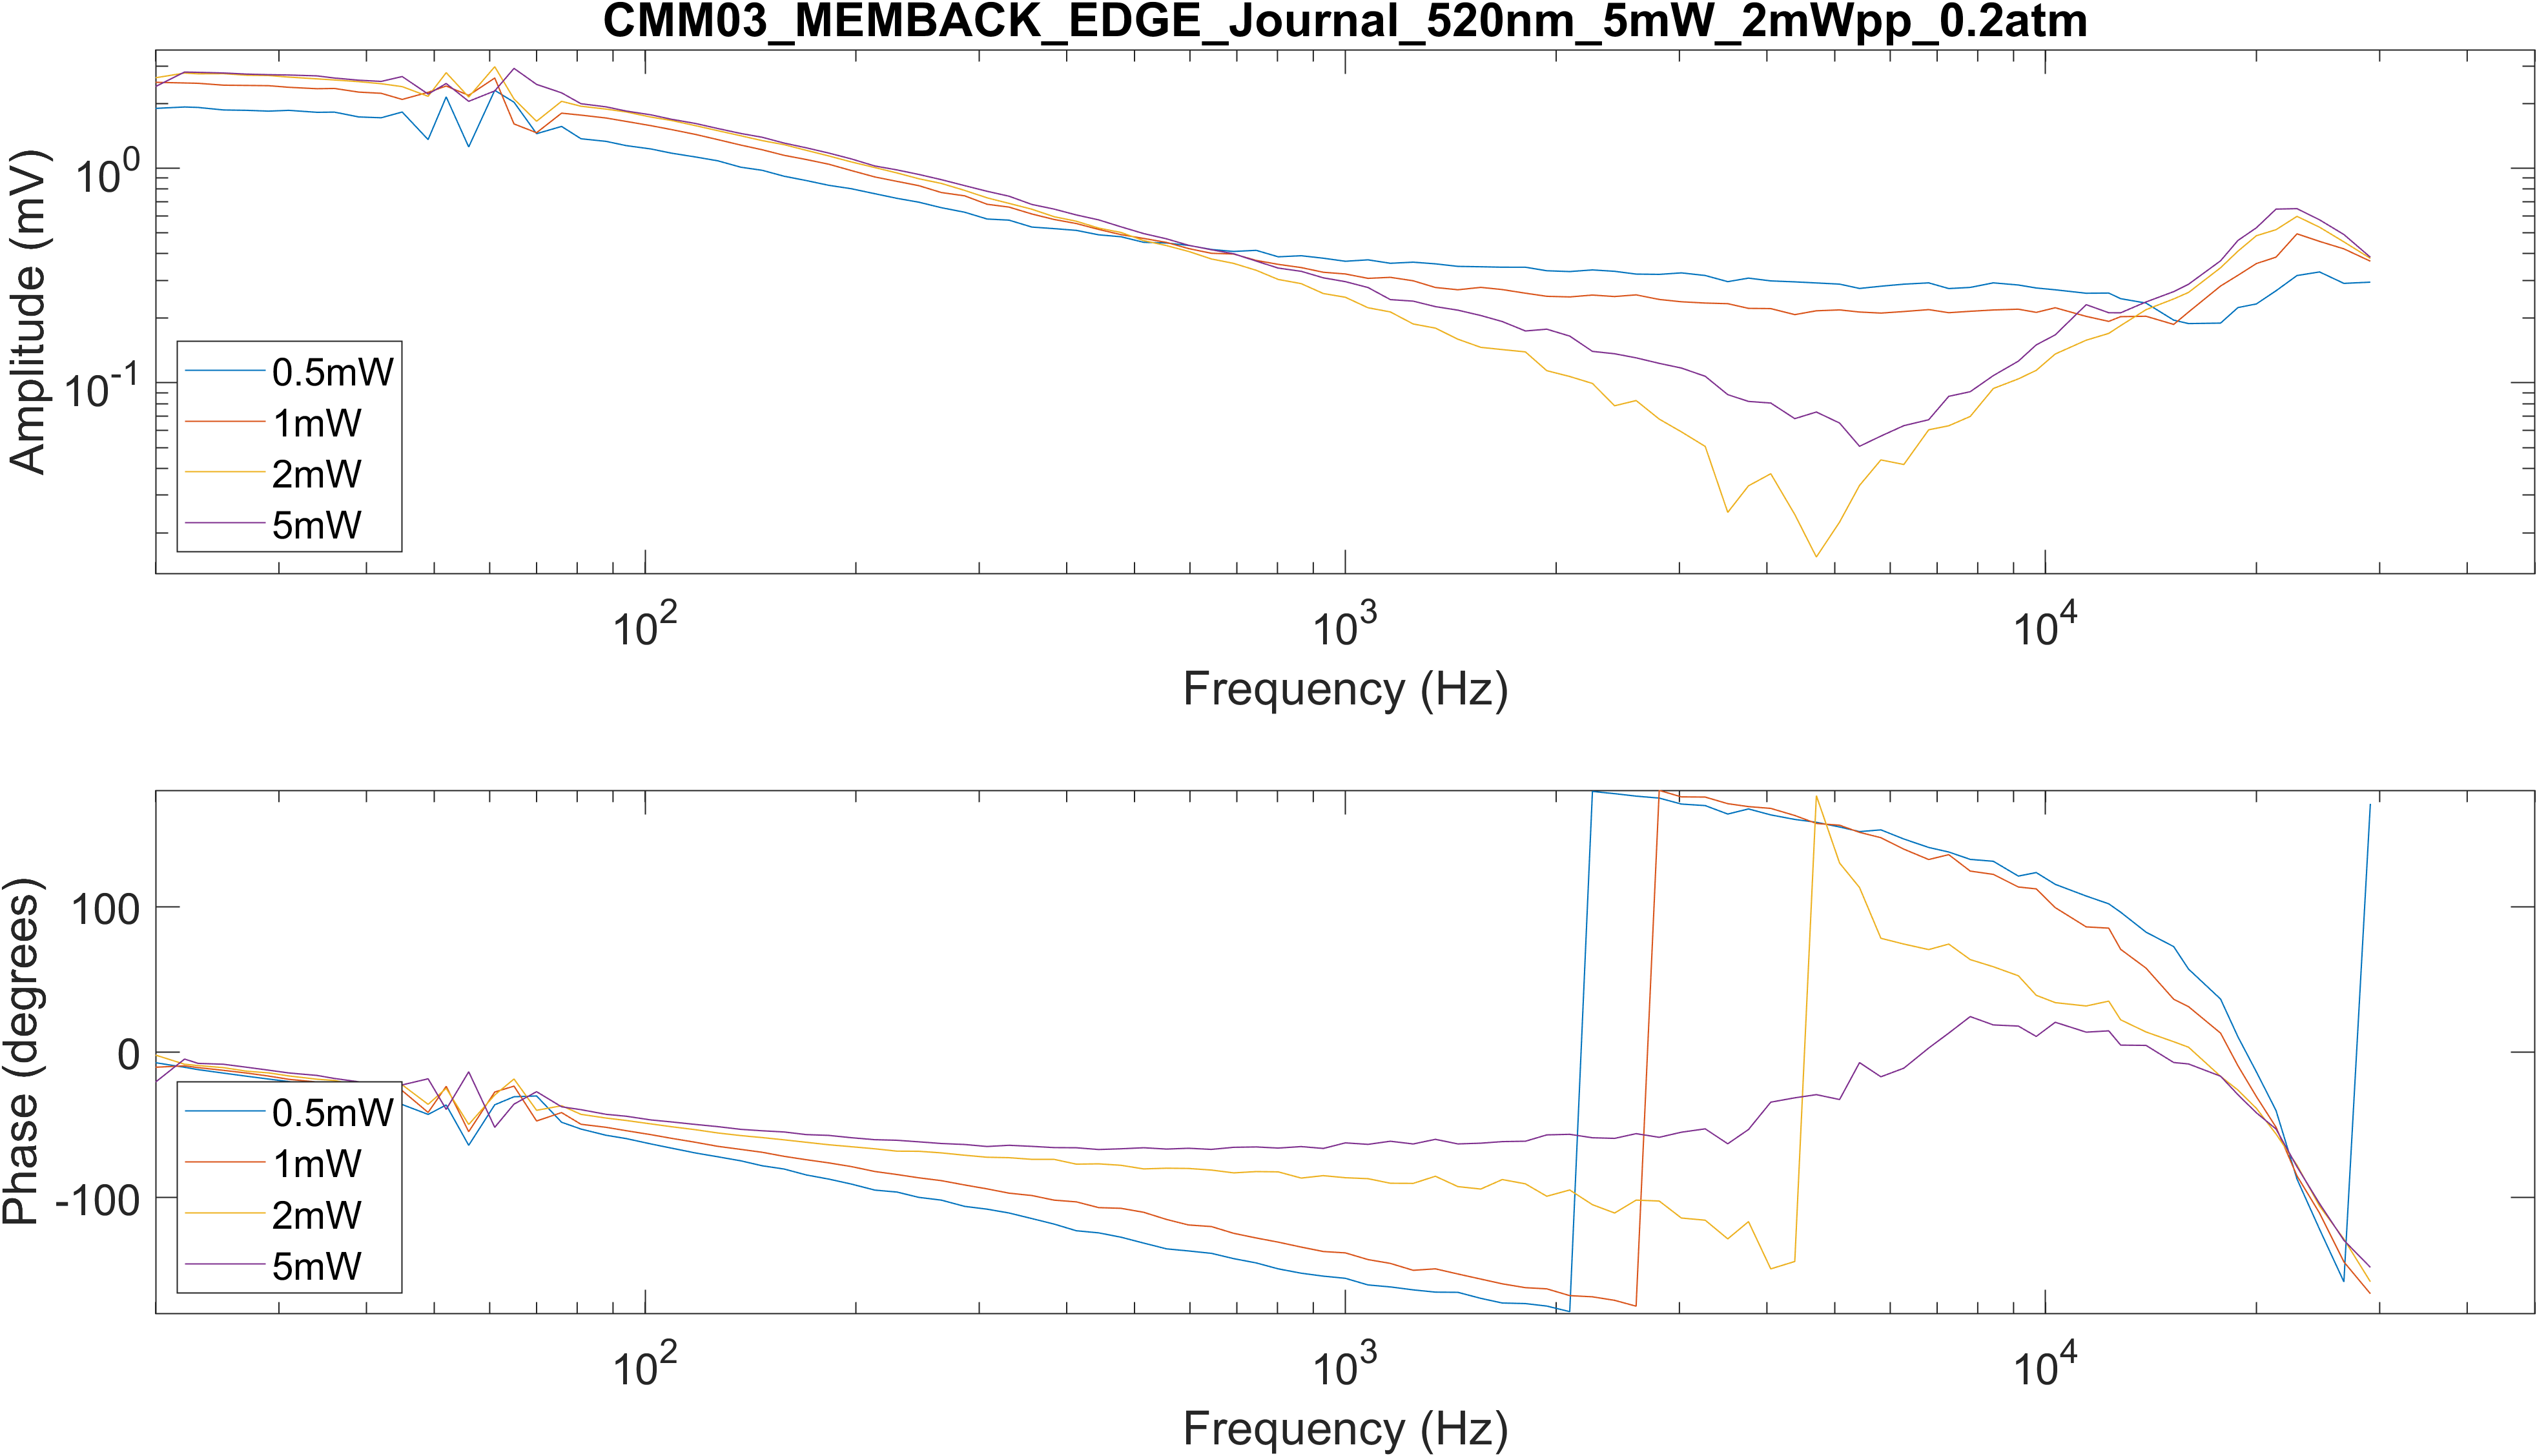 CMM03_MEMBACK_EDGE_Journal_520nm_5mW_2mWpp_0.2atm
Amplitude (mV)
10^0
10^-1
0.5mW
1mW
2mW
5mW
10^2
10^3
10^4
Frequency (Hz)
Phase (degrees)
100
0
-100
0.5mW
1mW
2mW
5mW
10^2
10^3
10^4
Frequency (Hz)